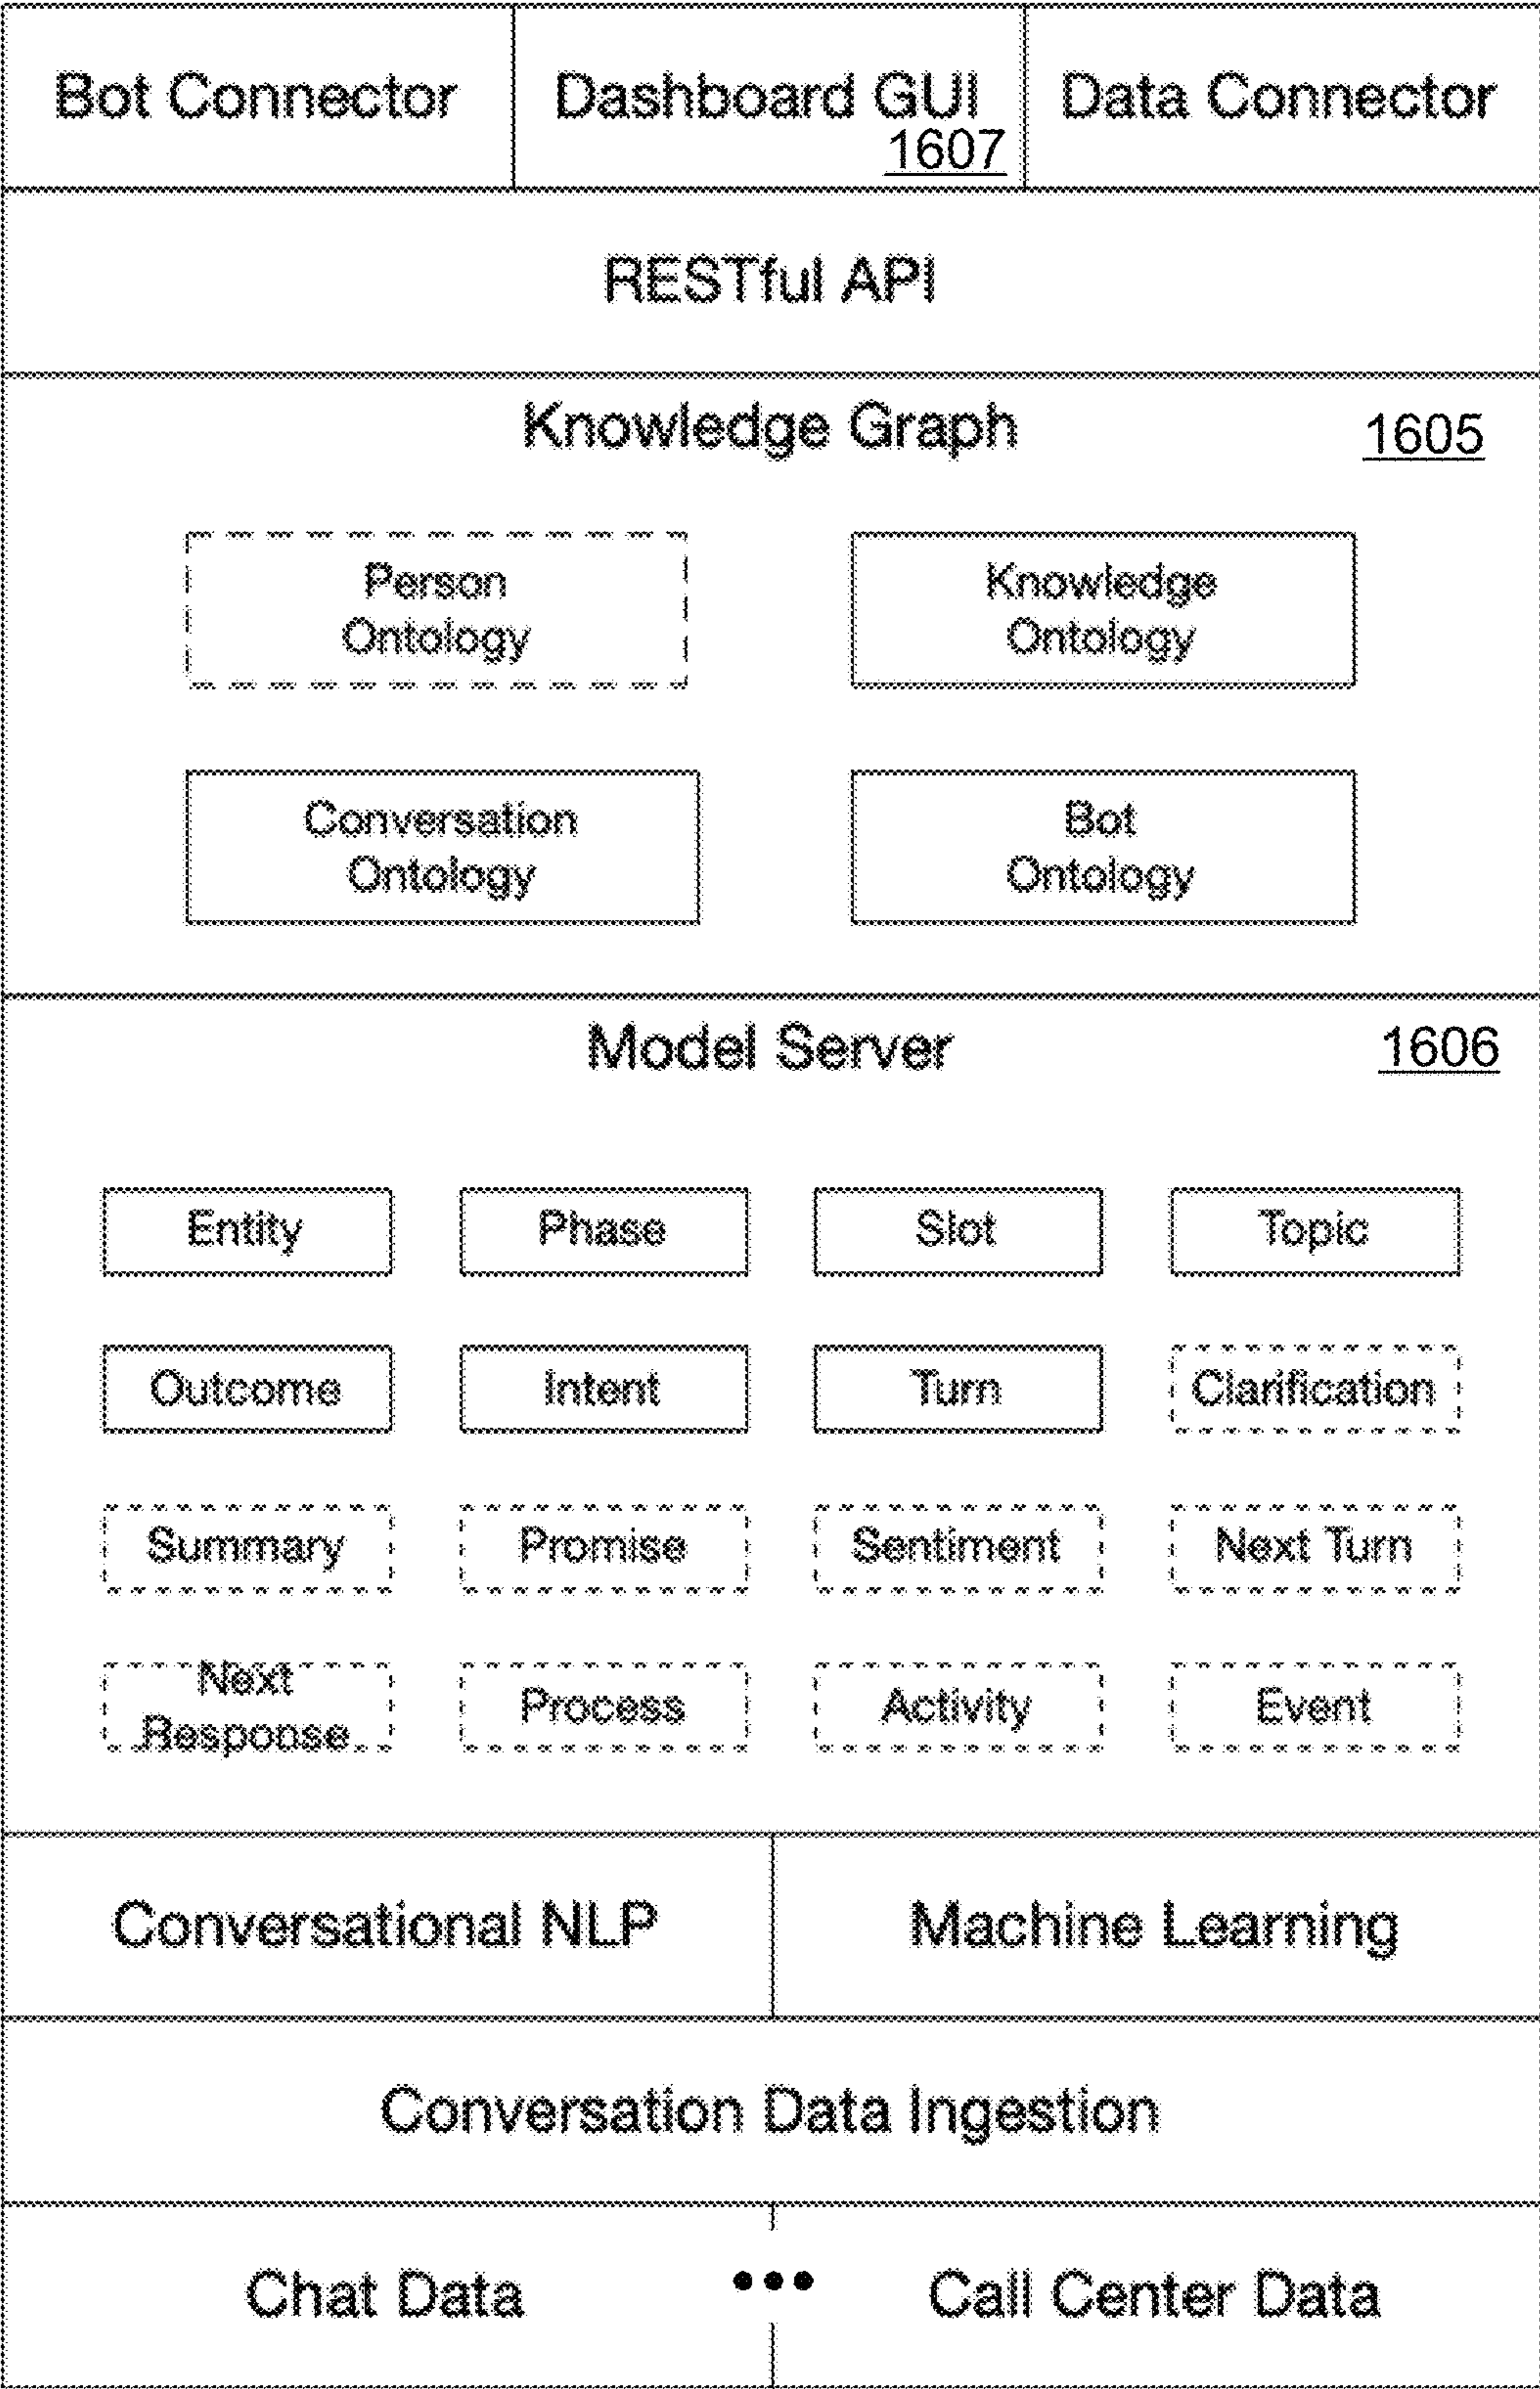 Bot Connector
Dashboard GUI
1607
Data Connector
RESTful API
Knowledge Graph
1605
Person
Ontology
Knowledge
Ontology
Conversation
Ontology
Bot
Ontology
Model Server
1606
Entity
Phase
Slot
Topic
Outcome
Intent
Turn
Clarification
Summary
Promise
Sentiment
Next Turn
Next
Response
Process
Activity
Event
Conversational NLP
Machine Learning
Conversation Data Ingestion
Chat Data
•••
Call Center Data